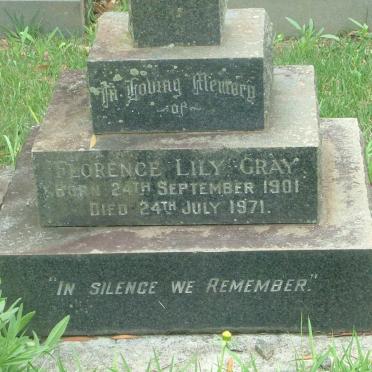 In Loving Memory
of
FLORENCE LILY GRAY
BORN 24TH SEPTEMBER 1901
DIED 24TH JULY 1971.
"IN SILENCE WE REMEMBER."